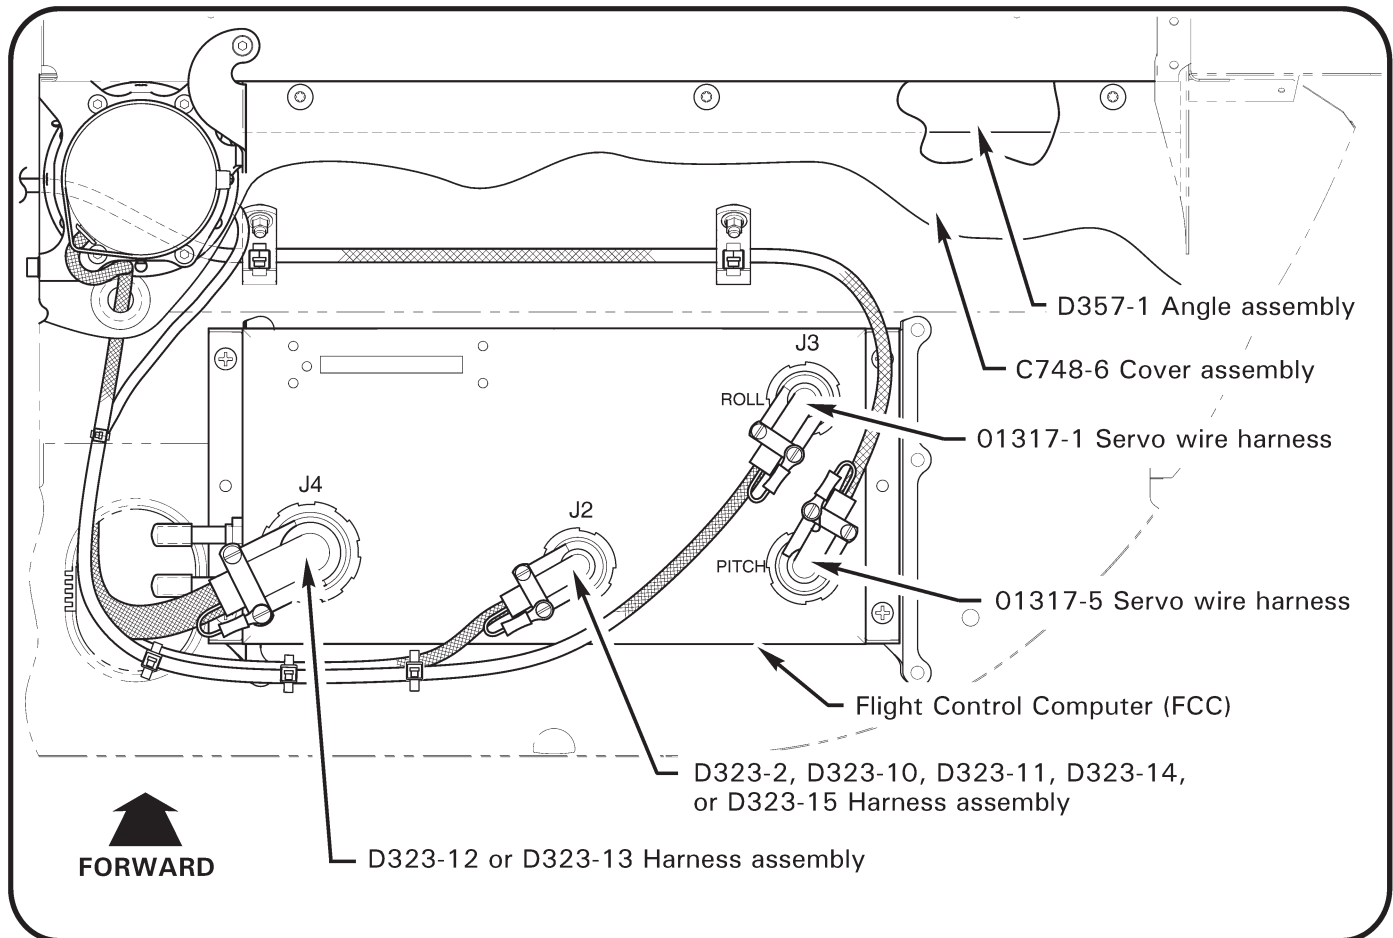 D357-1 Angle assembly
J3
C748-6 Cover assembly
ROLL
01317-1 Servo wire harness
J4
J2
PITCH
01317-5 Servo wire harness
Flight Control Computer (FCC)
D323-2, D323-10, D323-11, D323-14,
or D323-15 Harness assembly
D323-12 or D323-13 Harness assembly
FORWARD